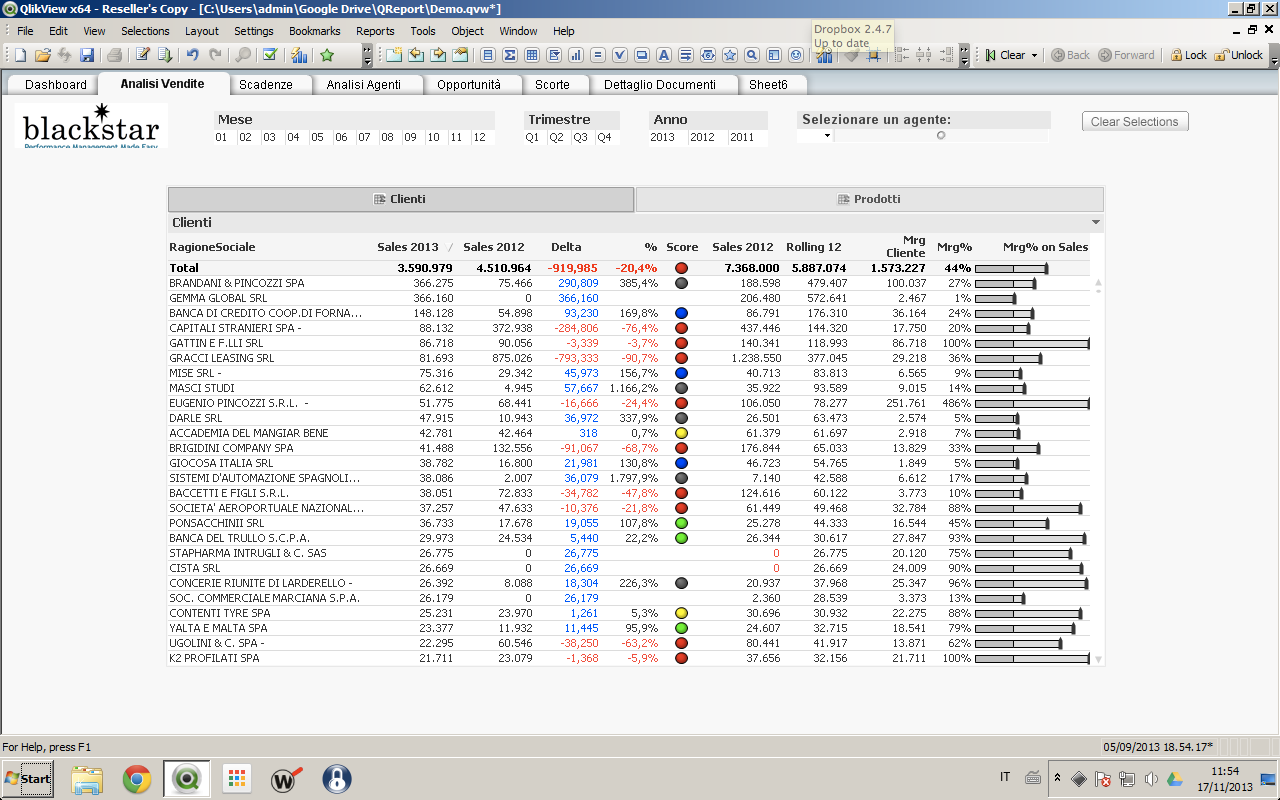 QlikView x64 - Reseller's Copy - [C:\Users\admin\Google Drive\QReport\Demo.qvw*]
File Edit View Selections Layout Settings Bookmarks Reports Tools Object Window Help
Dropbox 2.4.7
Up to date
Clear Back Forward Lock Unlock
Dashboard Analisi Vendite Scadenze Analisi Agenti Opportunità Scorte Dettaglio Documenti Sheet6
blackstar
Performance Management Made Easy
Mese Trimestre Anno Selezionare un agente: Clear Selections
01 02 03 04 05 06 07 08 09 10 11 12 Q1 Q2 Q3 Q4 2013 2012 2011
Clienti Prodotti
Clienti
RagioneSociale Sales 2013 / Sales 2012 Delta % Score Sales 2012 Rolling 12 Mrg Cliente Mrg% Mrg% on Sales
Total 3.590.979 4.510.964 -919,985 -20,4% 7.368.000 5.887.074 1.573.227 44%
BRANDANI & PINCOZZI SPA 366.275 75.466 290,809 385,4% 188.598 479.407 100.037 27%
GEMMA GLOBAL SRL 366.160 0 366,160 206.480 572.641 2.467 1%
BANCA DI CREDITO COOP.DI FORNA... 148.128 54.898 93,230 169,8% 86.791 176.310 36.164 24%
CAPITALI STRANIERI SPA - 88.132 372.938 -284,806 -76,4% 437.446 144.320 17.750 20%
GATTIN E F.LLI SRL 86.718 90.056 -3,339 -3,7% 140.341 118.993 86.718 100%
GRACCI LEASING SRL 81.693 875.026 -793,333 -90,7% 1.238.550 377.045 29.218 36%
MISE SRL - 75.316 29.342 45,973 156,7% 40.713 83.813 6.565 9%
MASCI STUDI 62.612 4.945 57,667 1.166,2% 35.922 93.589 9.015 14%
EUGENIO PINCOZZI S.R.L. - 51.775 68.441 -16,666 -24,4% 106.050 78.277 251.761 486%
DARLE SRL 47.915 10.943 36,972 337,9% 26.501 63.473 2.574 5%
ACCADEMIA DEL MANGIAR BENE 42.781 42.464 318 0,7% 61.379 61.697 2.918 7%
BRIGIDINI COMPANY SPA 41.488 132.556 -91,067 -68,7% 176.844 65.033 13.829 33%
GIOCOSA ITALIA SRL 38.782 16.800 21,981 130,8% 46.723 54.765 1.849 5%
SISTEMI D'AUTOMAZIONE SPAGNOLI... 38.086 2.007 36,079 1.797,9% 7.140 42.588 6.612 17%
BACCETTI E FIGLI S.R.L. 38.051 72.833 -34,782 -47,8% 124.616 60.122 3.773 10%
SOCIETA' AEROPORTUALE NAZIONAL... 37.257 47.633 -10,376 -21,8% 61.449 49.468 32.784 88%
PONSACCHINII SRL 36.733 17.678 19,055 107,8% 25.278 44.333 16.544 45%
BANCA DEL TRULLO S.C.P.A. 29.973 24.534 5,440 22,2% 26.344 30.617 27.847 93%
STAPHARMA INTRUGLI & C. SAS 26.775 0 26,775 0 26.775 20.120 75%
CISTA SRL 26.669 0 26,669 0 26.669 24.009 90%
CONCERIE RIUNITE DI LARDERELLO - 26.392 8.088 18,304 226,3% 20.937 37.968 25.347 96%
SOC. COMMERCIALE MARCIANA S.P.A. 26.179 0 26,179 2.360 28.539 3.373 13%
CONTENTI TYRE SPA 25.231 23.970 1,261 5,3% 30.696 30.932 22.275 88%
YALTA E MALTA SPA 23.377 11.932 11,445 95,9% 24.607 32.715 18.541 79%
UGOLINI & C. SPA - 22.295 60.546 -38,250 -63,2% 80.441 41.917 13.871 62%
K2 PROFILATI SPA 21.711 23.079 -1,368 -5,9% 37.656 32.156 21.711 100%
For Help, press F1 05/09/2013 18.54.17*
Start IT 11:54
17/11/2013